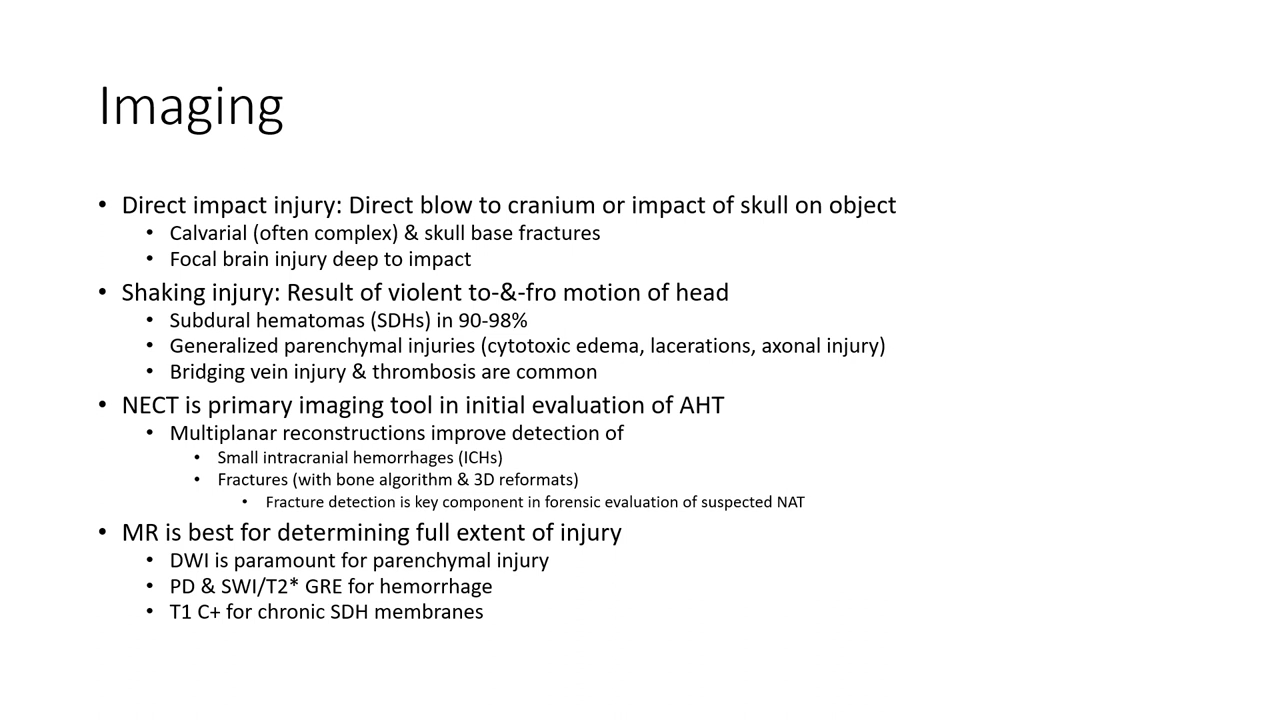 Imaging
• Direct impact injury: Direct blow to cranium or impact of skull on object
• Calvarial (often complex) & skull base fractures
• Focal brain injury deep to impact
• Shaking injury: Result of violent to-&-fro motion of head
• Subdural hematomas (SDHs) in 90-98%
• Generalized parenchymal injuries (cytotoxic edema, lacerations, axonal injury)
• Bridging vein injury & thrombosis are common
• NECT is primary imaging tool in initial evaluation of AHT
• Multiplanar reconstructions improve detection of
• Small intracranial hemorrhages (ICHs)
• Fractures (with bone algorithm & 3D reformats)
• Fracture detection is key component in forensic evaluation of suspected NAT
• MR is best for determining full extent of injury
• DWI is paramount for parenchymal injury
• PD & SWI/T2* GRE for hemorrhage
• T1 C+ for chronic SDH membranes